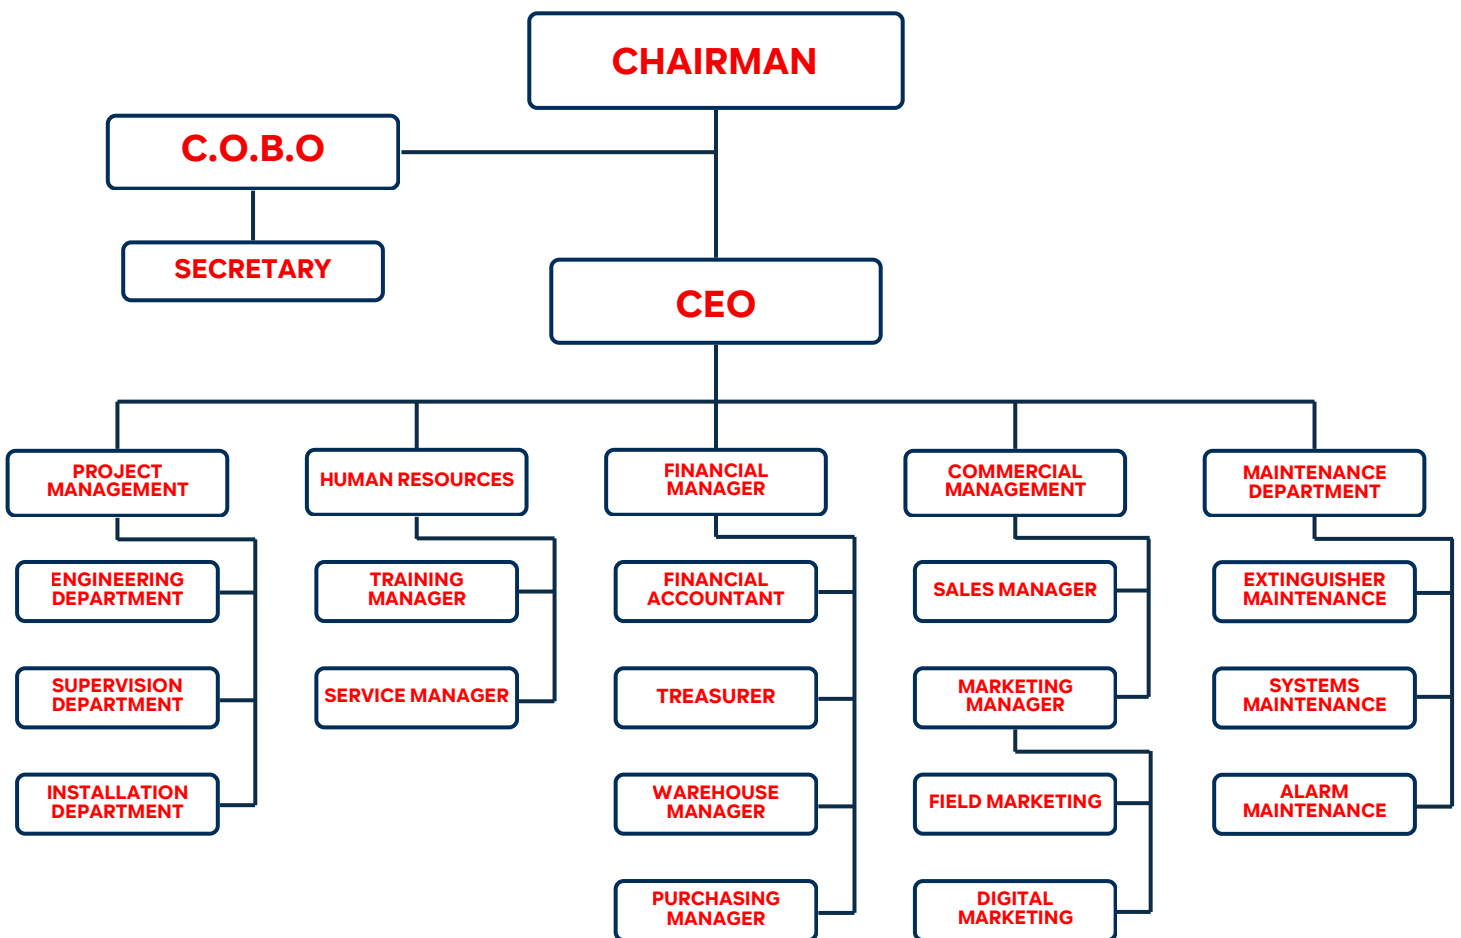 CHAIRMAN
C.O.B.O
SECRETARY
CEO
PROJECT
MANAGEMENT
HUMAN RESOURCES
FINANCIAL
MANAGER
COMMERCIAL
MANAGEMENT
MAINTENANCE
DEPARTMENT
ENGINEERING
DEPARTMENT
TRAINING
MANAGER
FINANCIAL
ACCOUNTANT
SALES MANAGER
EXTINGUISHER
MAINTENANCE
SUPERVISION
DEPARTMENT
SERVICE MANAGER
TREASURER
MARKETING
MANAGER
SYSTEMS
MAINTENANCE
INSTALLATION
DEPARTMENT
WAREHOUSE
MANAGER
FIELD MARKETING
ALARM
MAINTENANCE
PURCHASING
MANAGER
DIGITAL
MARKETING